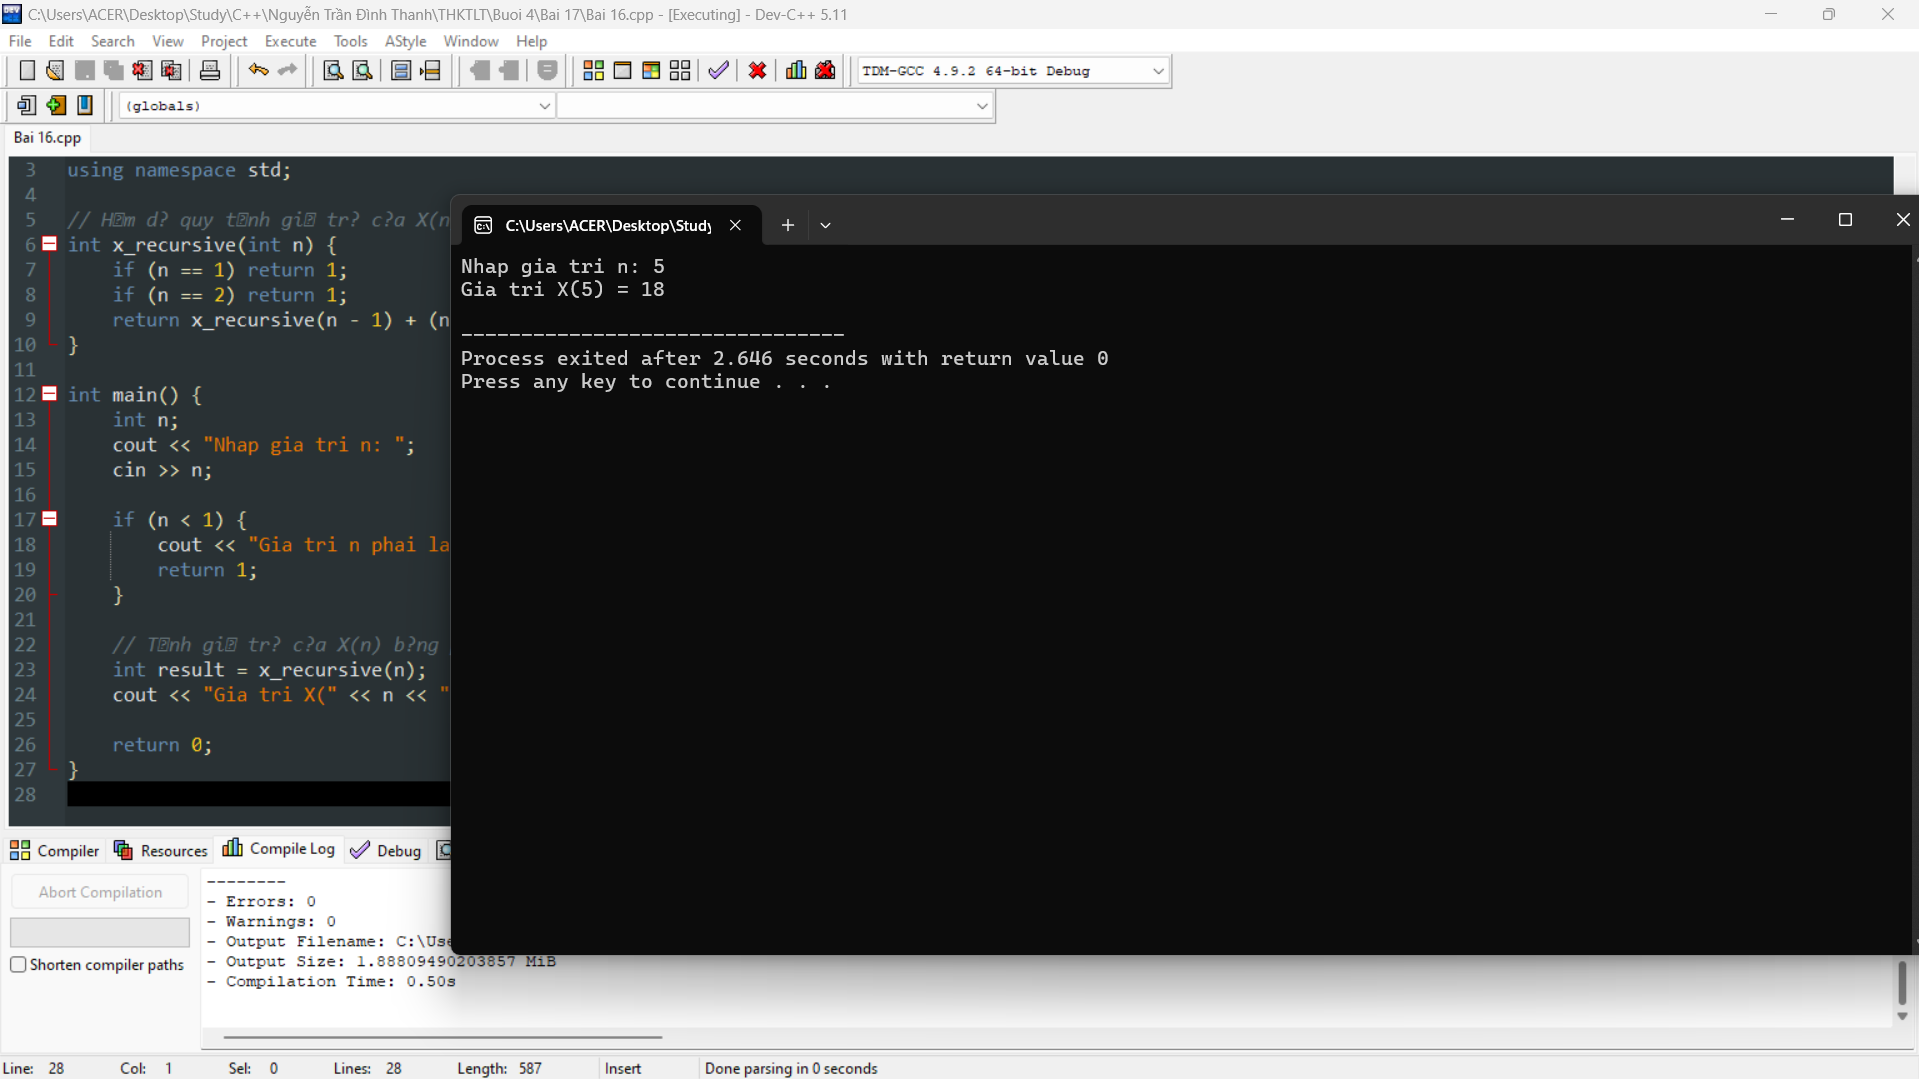 C:\Users\ACER\Desktop\Study\C++\Nguyễn Trần Đình Thanh\THKTLT\Buoi 4\Bai 17\Bai 16.cpp - [Executing] - Dev-C++ 5.11
File Edit Search View Project Execute Tools AStyle Window Help
TDM-GCC 4.9.2 64-bit Debug
(globals)
Bai 16.cpp
3 using namespace std;
4
5 // H�m d? quy t�nh gi� tr? c?a X(n
6 int x_recursive(int n) {
7 if (n == 1) return 1;
8 if (n == 2) return 1;
9 return x_recursive(n - 1) + (n
10 }
11
12 int main() {
13 int n;
14 cout << "Nhap gia tri n: ";
15 cin >> n;
16
17 if (n < 1) {
18 cout << "Gia tri n phai la
19 return 1;
20 }
21
22 // T�nh gi� tr? c?a X(n) b?ng
23 int result = x_recursive(n);
24 cout << "Gia tri X(" << n << "
25
26 return 0;
27 }
28
C:\Users\ACER\Desktop\Study
Nhap gia tri n: 5
Gia tri X(5) = 18
--------------------------------
Process exited after 2.646 seconds with return value 0
Press any key to continue . . .
Compiler Resources Compile Log Debug
Abort Compilation
Shorten compiler paths
--------
- Errors: 0
- Warnings: 0
- Output Filename: C:\Use
- Output Size: 1.88809490203857 MiB
- Compilation Time: 0.50s
Line: 28 Col: 1 Sel: 0 Lines: 28 Length: 587 Insert Done parsing in 0 seconds